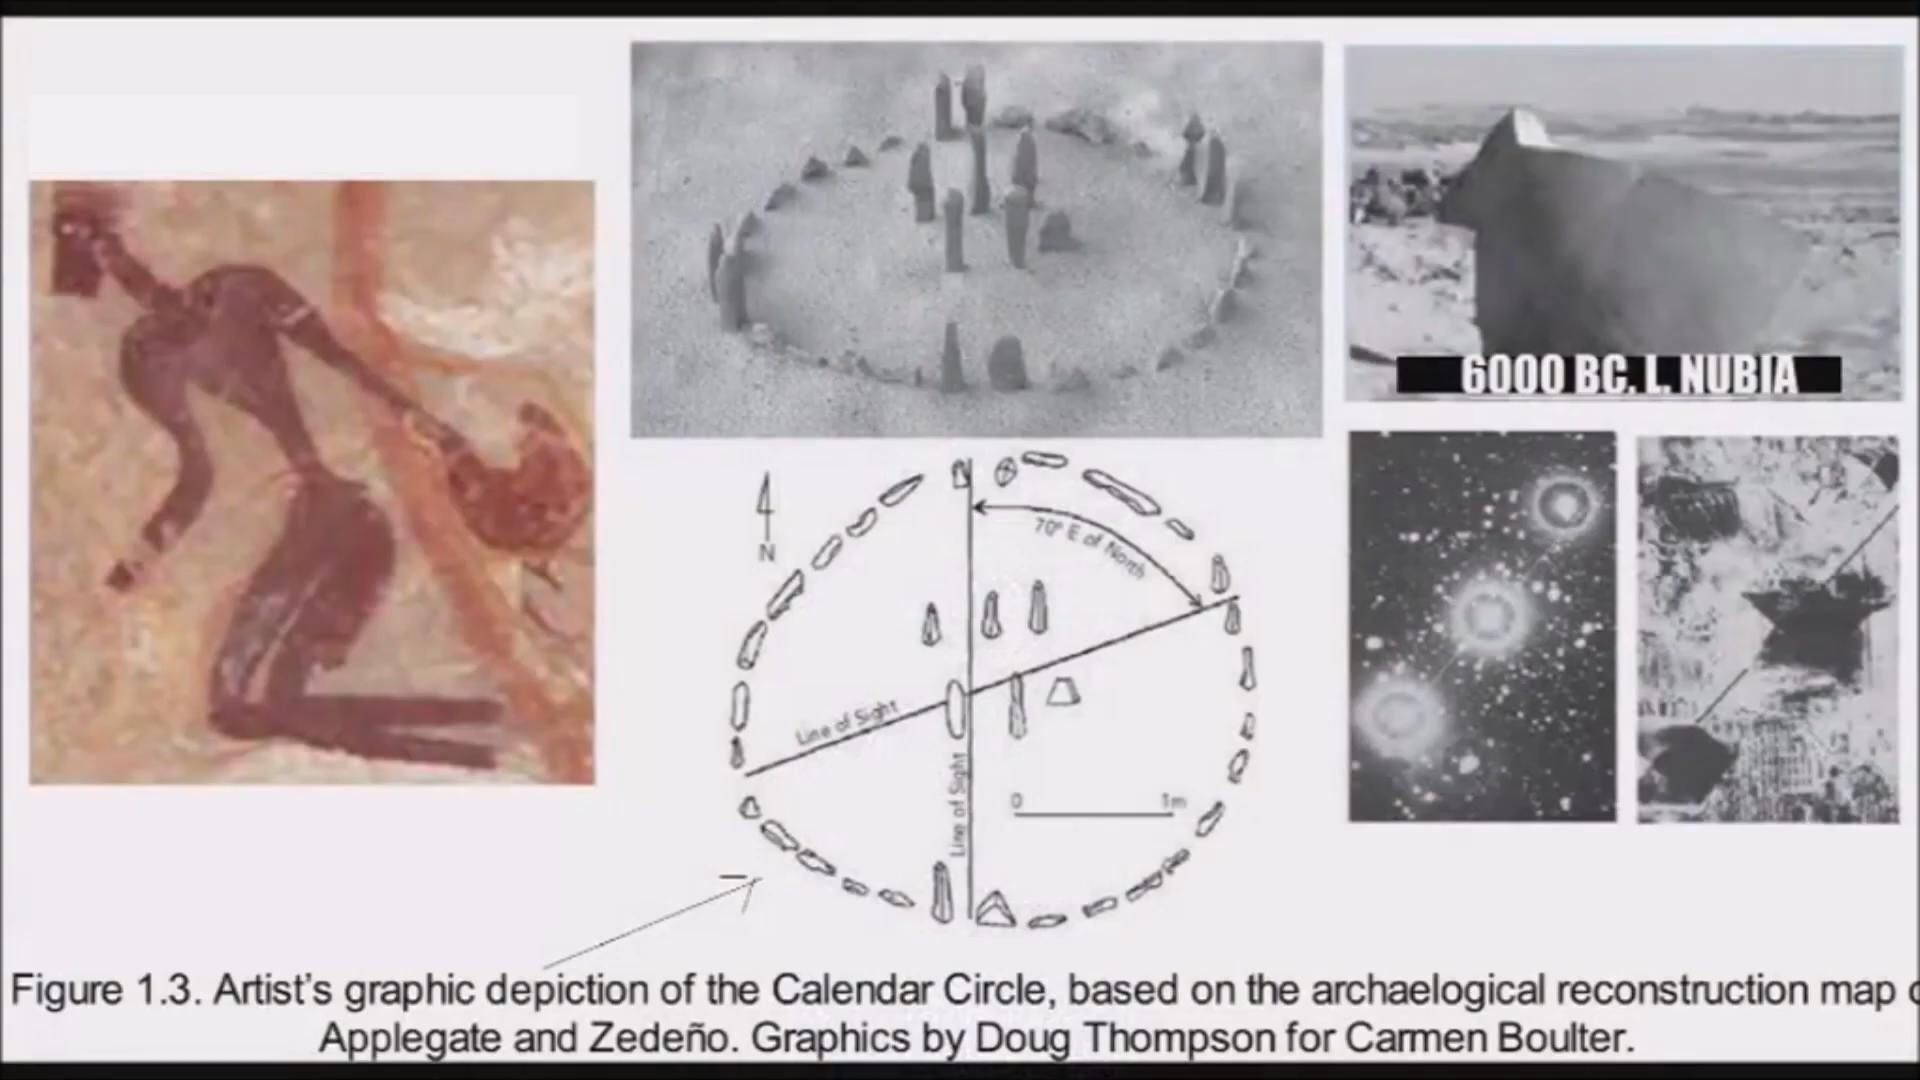 6000 BC. L. NUBIA
70° E of North
N
Line of Sight
Line of Sight
0 1m
Figure 1.3. Artist's graphic depiction of the Calendar Circle, based on the archaelogical reconstruction map
Applegate and Zedeño. Graphics by Doug Thompson for Carmen Boulter.